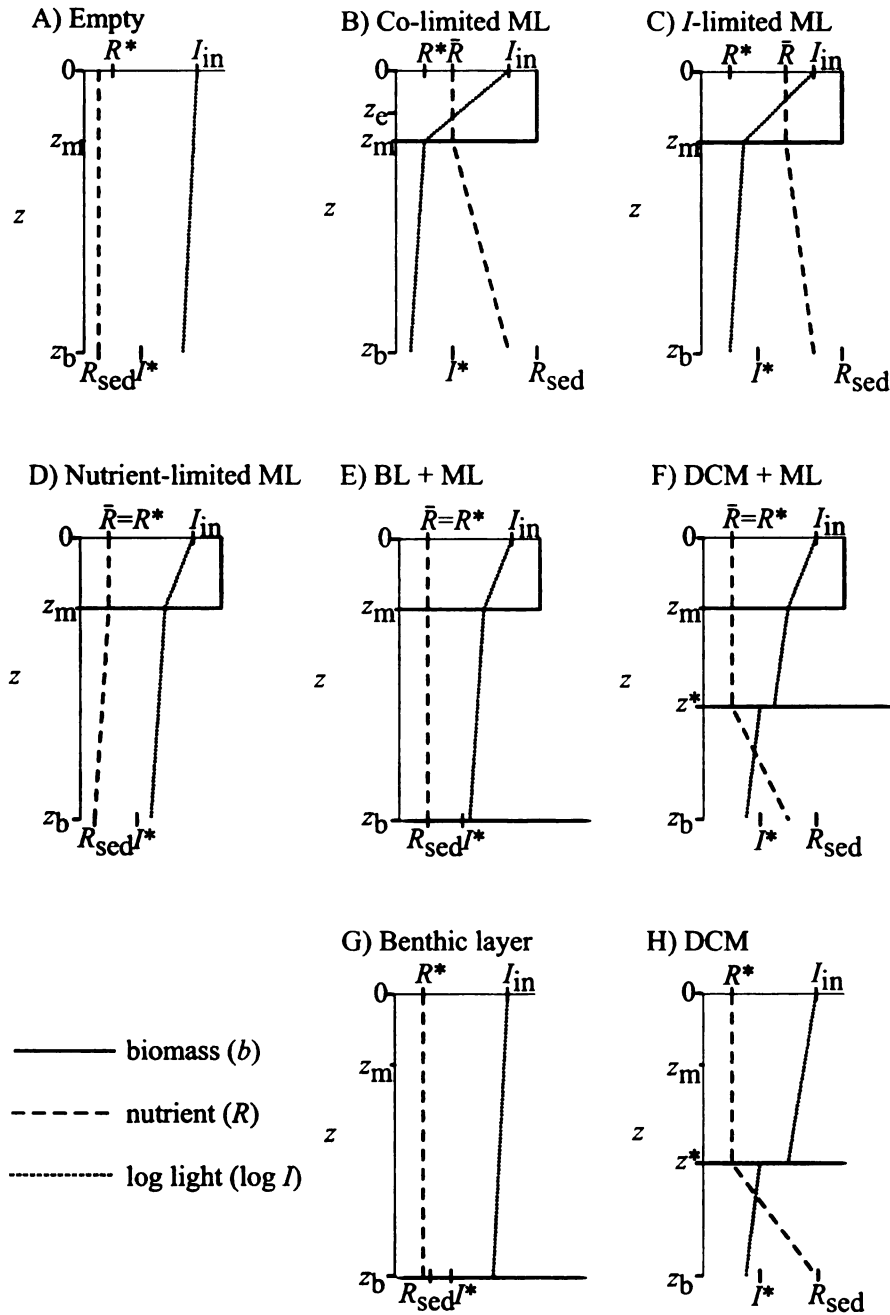 A) Empty
R* I_in
0
z_m
z
z_b
R_sed I*
B) Co-limited ML
R* R̄ I_in
0
z_e
z_m
z
z_b
I* R_sed
C) I-limited ML
R* R̄ I_in
0
z_m
z
z_b
I* R_sed
D) Nutrient-limited ML
R̄=R* I_in
0
z_m
z
z_b
R_sed I*
E) BL + ML
R̄=R* I_in
0
z_m
z
z_b
R_sed I*
F) DCM + ML
R̄=R* I_in
0
z_m
z
z*
z_b
I* R_sed
G) Benthic layer
R* I_in
0
z_m
z
z_b
R_sed I*
H) DCM
R* I_in
0
z_m
z
z*
z_b
I* R_sed
biomass (b)
nutrient (R)
log light (log I)